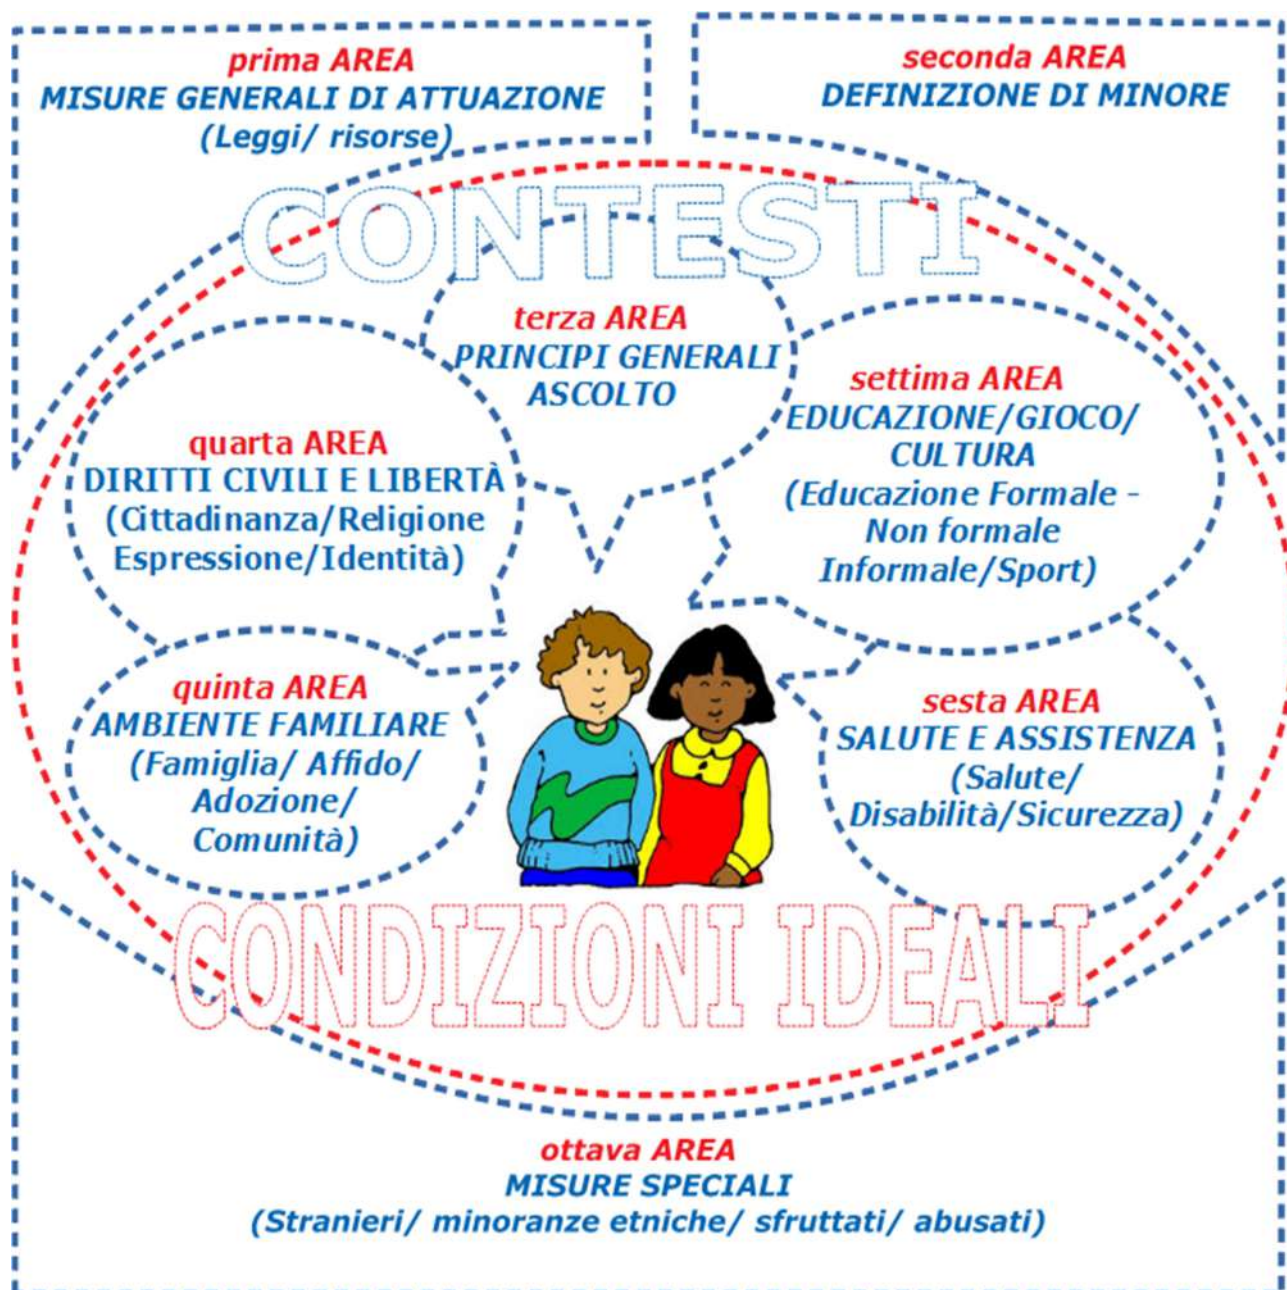 prima AREA
MISURE GENERALI DI ATTUAZIONE
(Leggi/ risorse)
seconda AREA
DEFINIZIONE DI MINORE
CONTESTI
terza AREA
PRINCIPI GENERALI
ASCOLTO
quarta AREA
DIRITTI CIVILI E LIBERTÀ
(Cittadinanza/Religione
Espressione/Identità)
settima AREA
EDUCAZIONE/GIOCO/
CULTURA
(Educazione Formale -
Non formale
Informale/Sport)
quinta AREA
AMBIENTE FAMILIARE
(Famiglia/ Affido/
Adozione/
Comunità)
sesta AREA
SALUTE E ASSISTENZA
(Salute/
Disabilità/Sicurezza)
CONDIZIONI IDEALI
ottava AREA
MISURE SPECIALI
(Stranieri/ minoranze etniche/ sfruttati/ abusati)